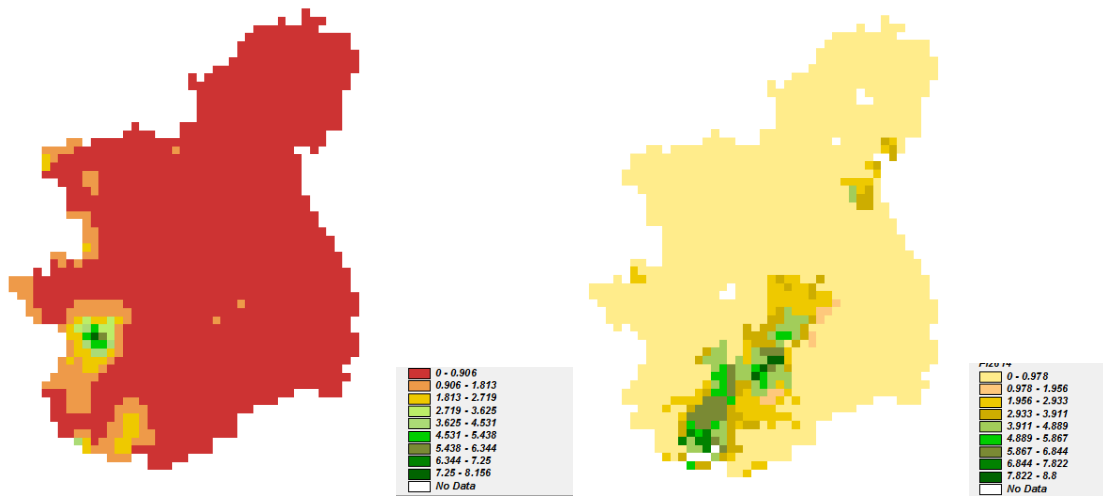 0 - 0.906
0.906 - 1.813
1.813 - 2.719
2.719 - 3.625
3.625 - 4.531
4.531 - 5.438
5.438 - 6.344
6.344 - 7.25
7.25 - 8.156
No Data
0 - 0.978
0.978 - 1.956
1.956 - 2.933
2.933 - 3.911
3.911 - 4.889
4.889 - 5.867
5.867 - 6.844
6.844 - 7.822
7.822 - 8.8
No Data